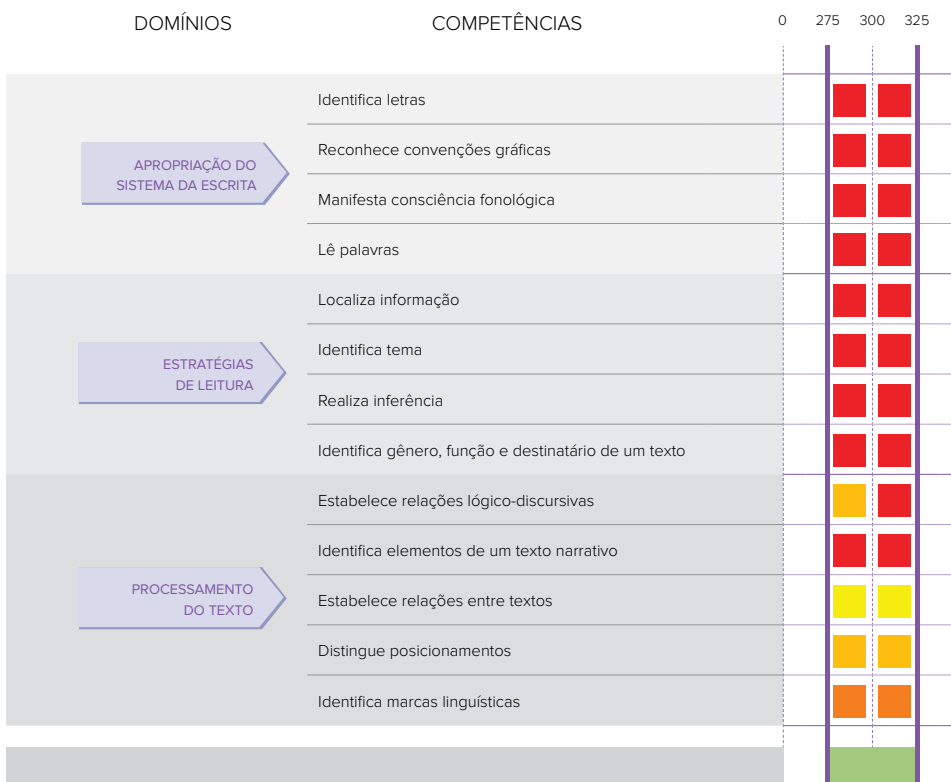 DOMÍNIOS COMPETÊNCIAS 0 275 300 325
Identifica letras
Reconhece convenções gráficas
APROPRIAÇÃO DO
SISTEMA DA ESCRITA
Manifesta consciência fonológica
Lê palavras
Localiza informação
Identifica tema
ESTRATÉGIAS
DE LEITURA
Realiza inferência
Identifica gênero, função e destinatário de um texto
Estabelece relações lógico-discursivas
Identifica elementos de um texto narrativo
PROCESSAMENTO
DO TEXTO
Estabelece relações entre textos
Distingue posicionamentos
Identifica marcas linguísticas